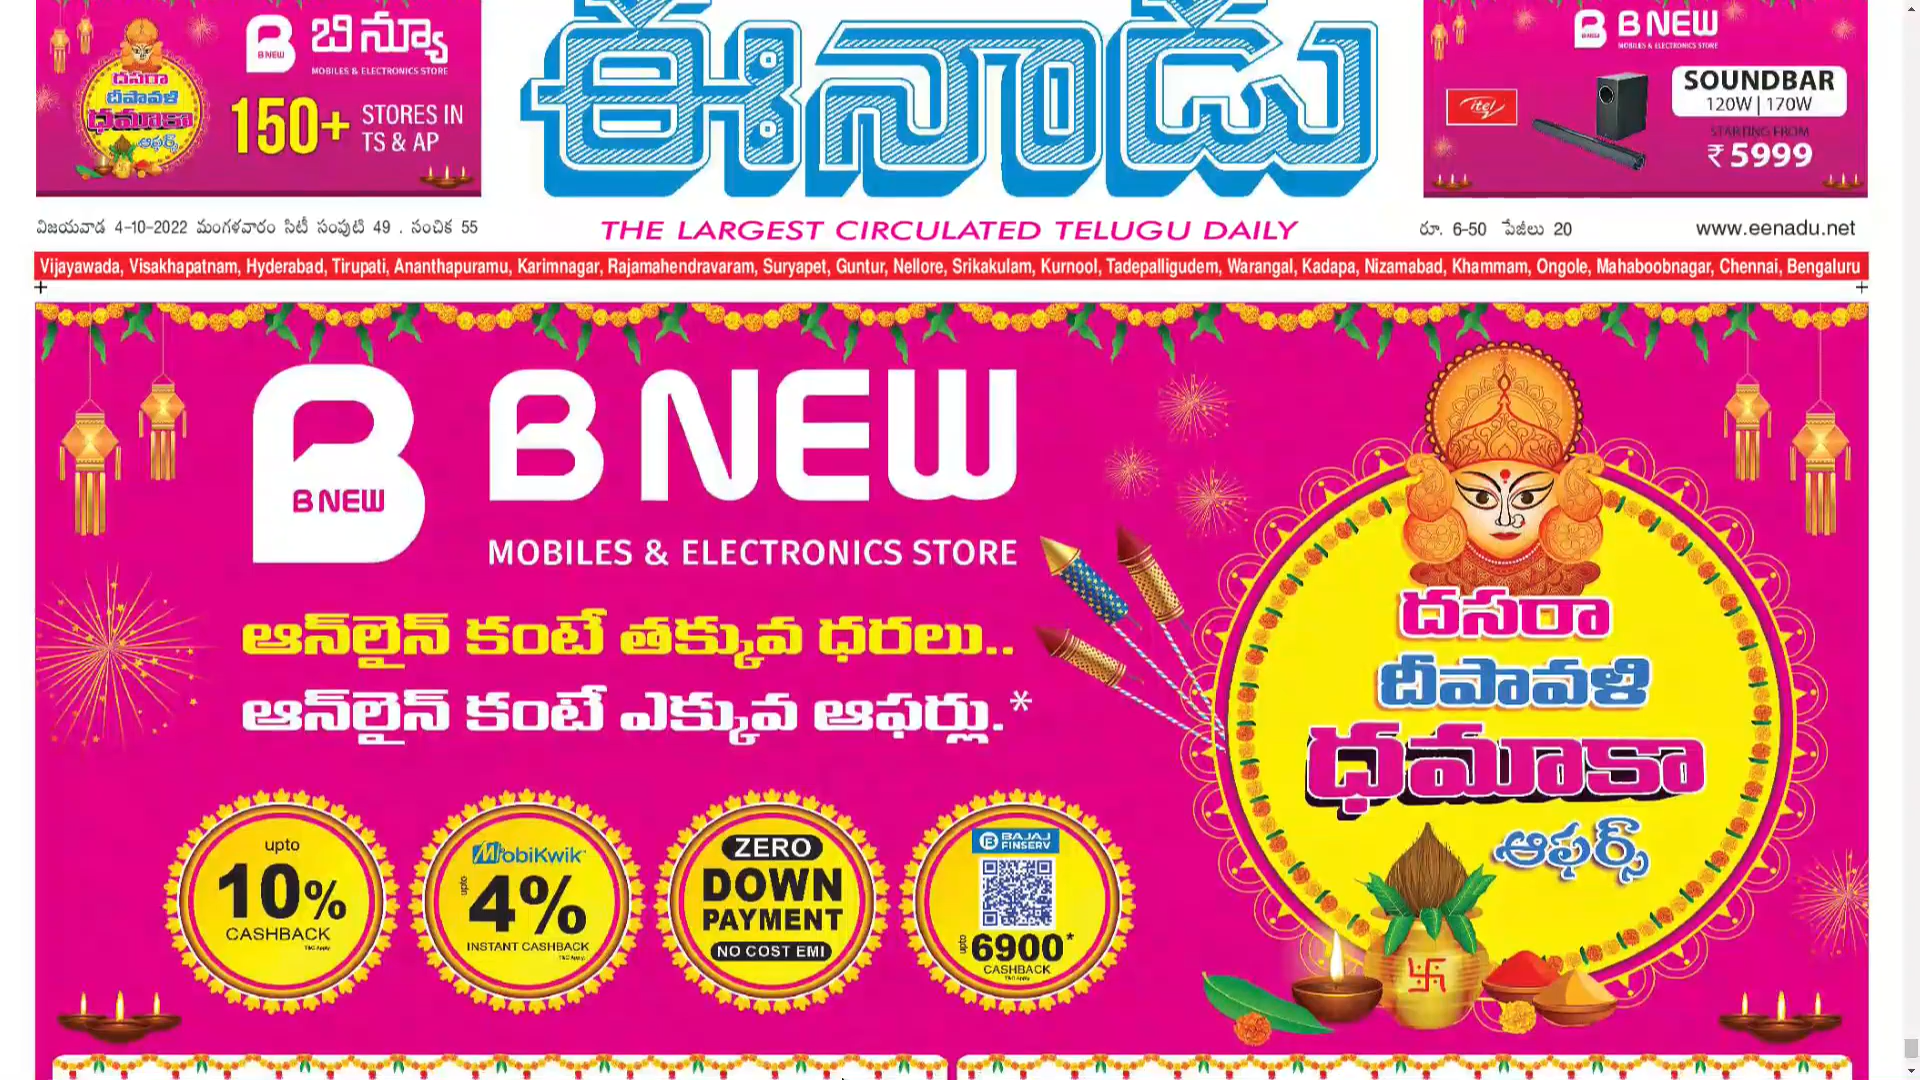 B NEW
బి న్యూ
MOBILES & ELECTRONICS STORE
దసరా
దీపావళి
ధమాకా
ఆఫర్స్
150+ STORES IN
TS & AP
ఈనాడు
B NEW
MOBILES & ELECTRONICS STORE
itel
SOUNDBAR
120W | 170W
STARTING FROM
₹ 5999
విజయవాడ 4-10-2022 మంగళవారం సిటీ సంపుటి 49 . సంచిక 55
THE LARGEST CIRCULATED TELUGU DAILY
రూ. 6-50 పేజీలు 20
www.eenadu.net
Vijayawada, Visakhapatnam, Hyderabad, Tirupati, Ananthapuramu, Karimnagar, Rajamahendravaram, Suryapet, Guntur, Nellore, Srikakulam, Kurnool, Tadepalligudem, Warangal, Kadapa, Nizamabad, Khammam, Ongole, Mahaboobnagar, Chennai, Bengaluru
B NEW
B NEW
MOBILES & ELECTRONICS STORE
ఆన్‌లైన్ కంటే తక్కువ ధరలు..
ఆన్‌లైన్ కంటే ఎక్కువ ఆఫర్లు.*
దసరా
దీపావళి
ధమాకా
ఆఫర్స్
upto
10%
CASHBACK
T&C Apply
MobiKwik
upto
4%
INSTANT CASHBACK
T&C Apply
ZERO
DOWN
PAYMENT
NO COST EMI
BAJAJ
FINSERV
upto
6900*
CASHBACK
T&C Apply